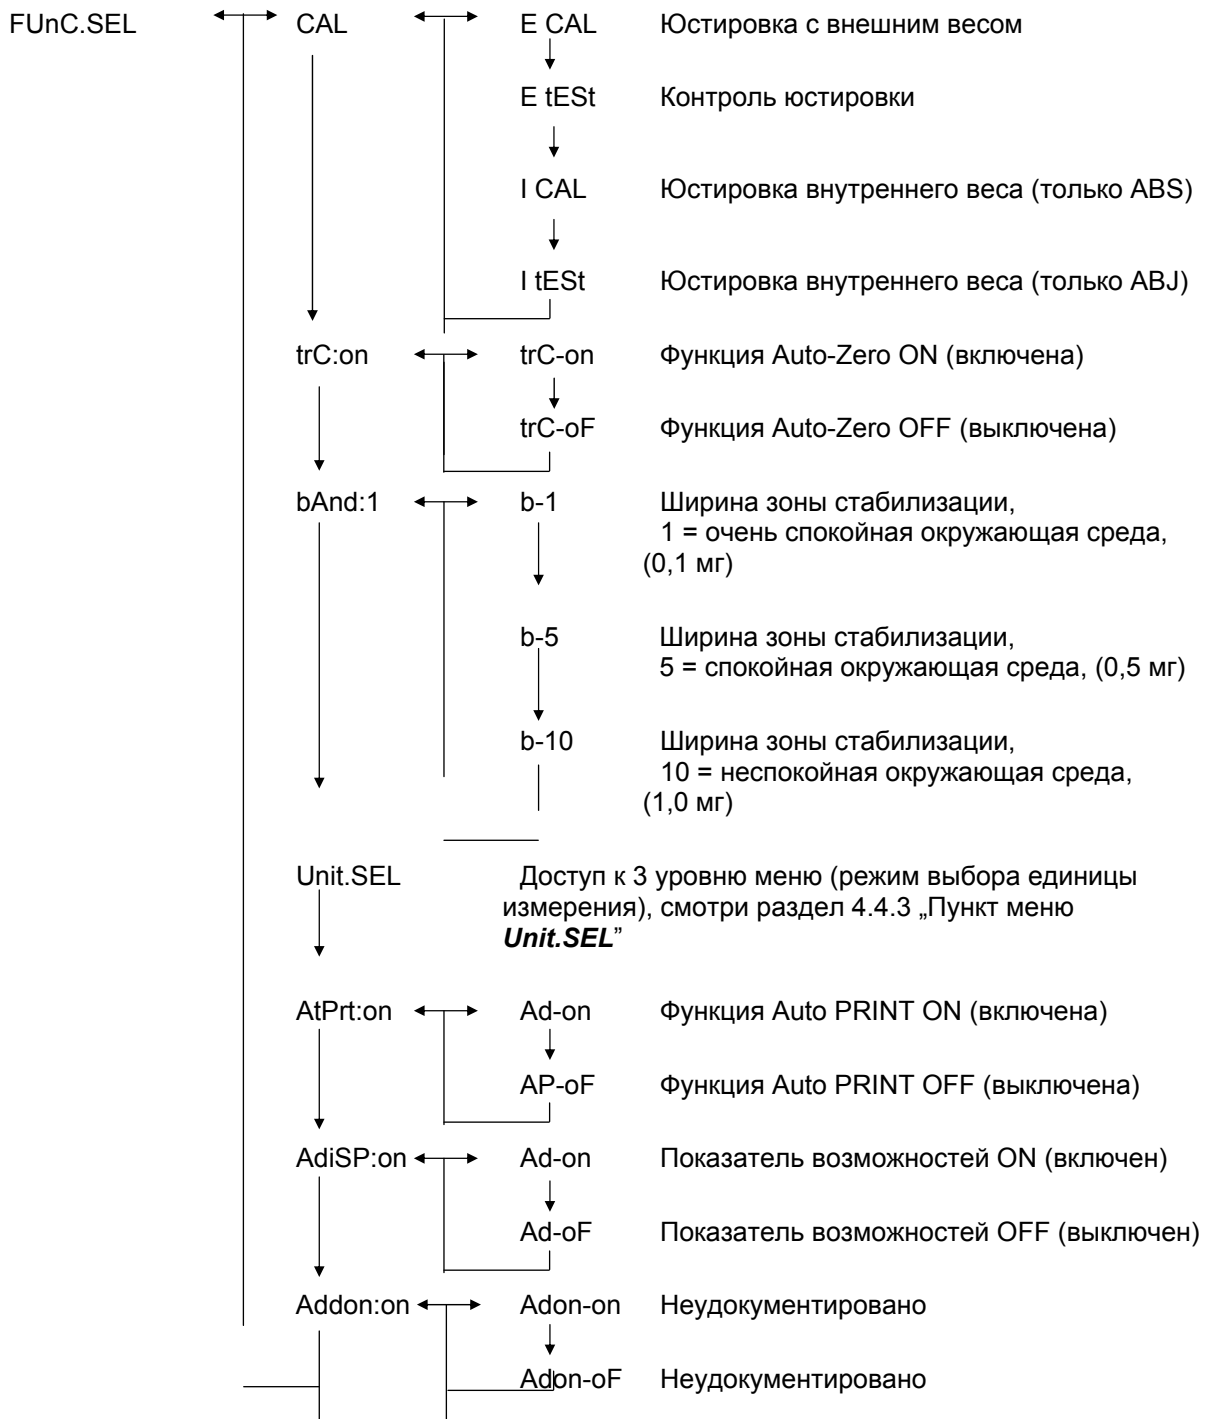 FUnC.SEL CAL E CAL Юстировка с внешним весом
E tESt Контроль юстировки
I CAL Юстировка внутреннего веса (только ABS)
I tESt Юстировка внутреннего веса (только ABJ)
trC:on trC-on Функция Auto-Zero ON (включена)
trC-oF Функция Auto-Zero OFF (выключена)
bAnd:1 b-1 Ширина зоны стабилизации,
1 = очень спокойная окружающая среда,
(0,1 мг)
b-5 Ширина зоны стабилизации,
5 = спокойная окружающая среда, (0,5 мг)
b-10 Ширина зоны стабилизации,
10 = неспокойная окружающая среда,
(1,0 мг)
Unit.SEL Доступ к 3 уровню меню (режим выбора единицы
измерения), смотри раздел 4.4.3 „Пункт меню
Unit.SEL”
AtPrt:on Ad-on Функция Auto PRINT ON (включена)
AP-oF Функция Auto PRINT OFF (выключена)
AdiSP:on Ad-on Показатель возможностей ON (включен)
Ad-oF Показатель возможностей OFF (выключен)
Addon:on Adon-on Неудокументировано
Adon-oF Неудокументировано